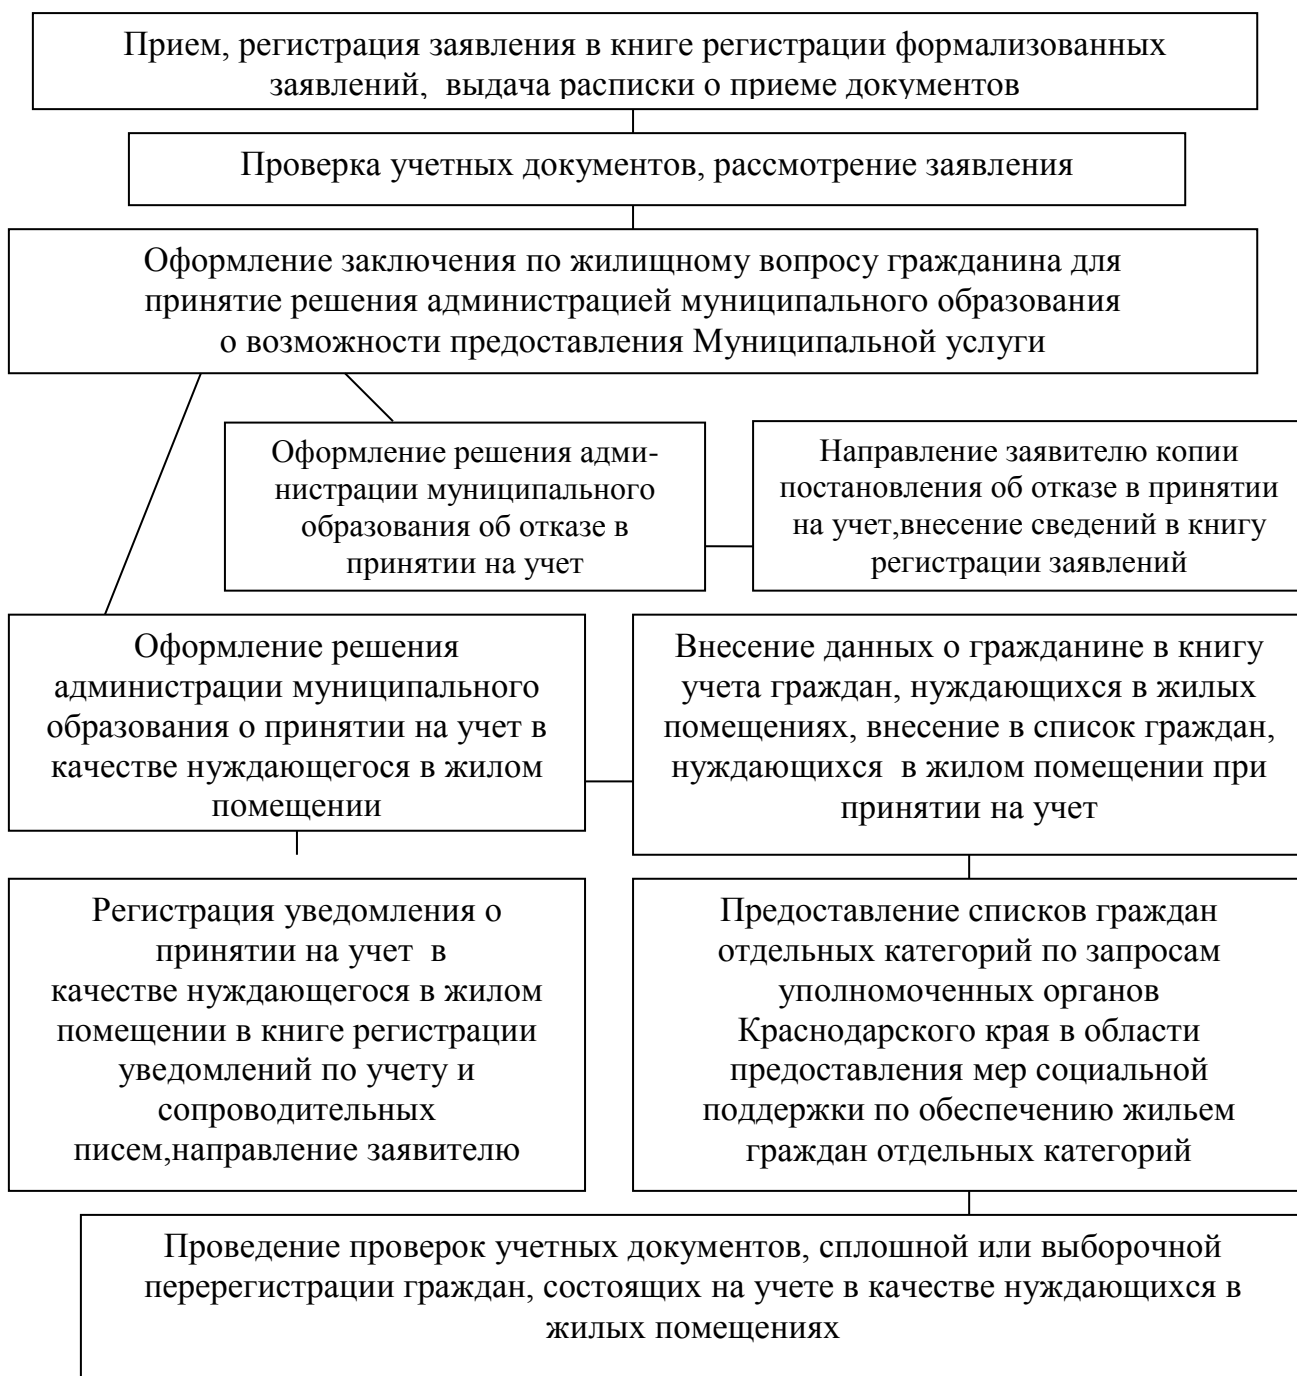 Прием, регистрация заявления в книге регистрации формализованных
заявлений,  выдача расписки о приеме документов
Проверка учетных документов, рассмотрение заявления
Оформление заключения по жилищному вопросу гражданина для
принятие решения администрацией муниципального образования
о возможности предоставления Муниципальной услуги
Оформление решения адми-
нистрации муниципального
образования об отказе в
принятии на учет
Направление заявителю копии
постановления об отказе в принятии
на учет,внесение сведений в книгу
регистрации заявлений
Оформление решения
администрации муниципального
образования о принятии на учет в
качестве нуждающегося в жилом
помещении
Внесение данных о гражданине в книгу
учета граждан, нуждающихся в жилых
помещениях, внесение в список граждан,
нуждающихся  в жилом помещении при
принятии на учет
Регистрация уведомления о
принятии на учет  в
качестве нуждающегося в жилом
помещении в книге регистрации
уведомлений по учету и
сопроводительных
писем,направление заявителю
Предоставление списков граждан
отдельных категорий по запросам
уполномоченных органов
Краснодарского края в области
предоставления мер социальной
поддержки по обеспечению жильем
граждан отдельных категорий
Проведение проверок учетных документов, сплошной или выборочной
перерегистрации граждан, состоящих на учете в качестве нуждающихся в
жилых помещениях